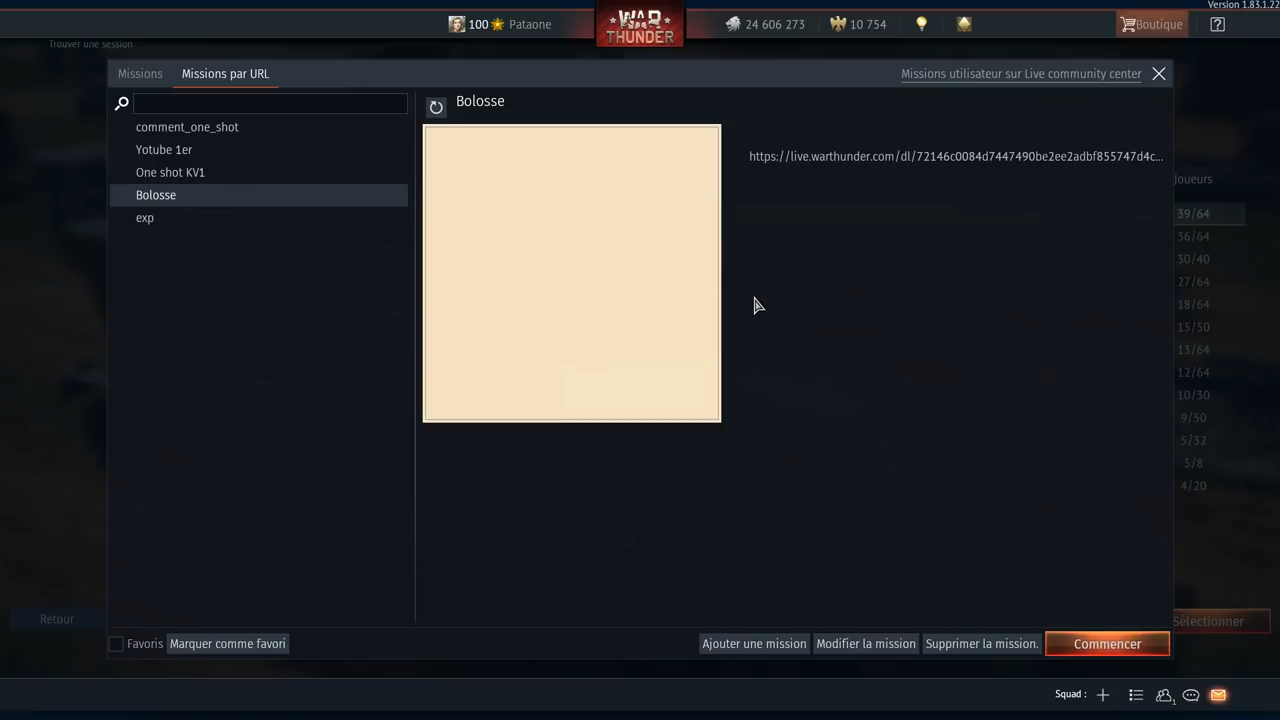 Version 1.83.1.22
100 Pataone
WAR THUNDER
24 606 273
10 754
Boutique
Trouver une session
Missions
Missions par URL
Missions utilisateur sur Live community center
Bolosse
comment_one_shot
Yotube 1er
One shot KV1
Bolosse
exp
https://live.warthunder.com/dl/72146c0084d7447490be2ee2adbf855747d4c...
Joueurs
39/64
36/64
30/40
27/64
18/64
15/50
13/64
12/64
10/30
9/50
5/32
5/8
4/20
Retour
Sélectionner
Favoris
Marquer comme favori
Ajouter une mission
Modifier la mission
Supprimer la mission.
Commencer
Squad :
1